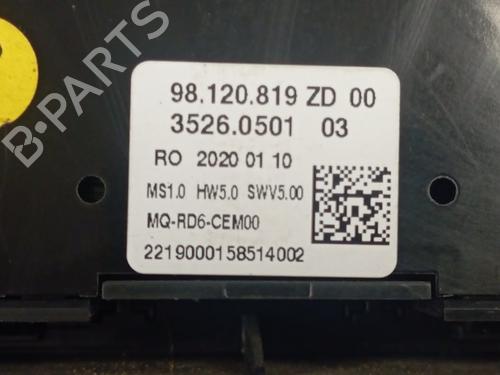 98.120.819 ZD 00
3526.0501 03
RO 2020 01 10
MS1.0 HW5.0 SWV5.00
MQ-RD6-CEM00
2219000158514002
B-PARTS